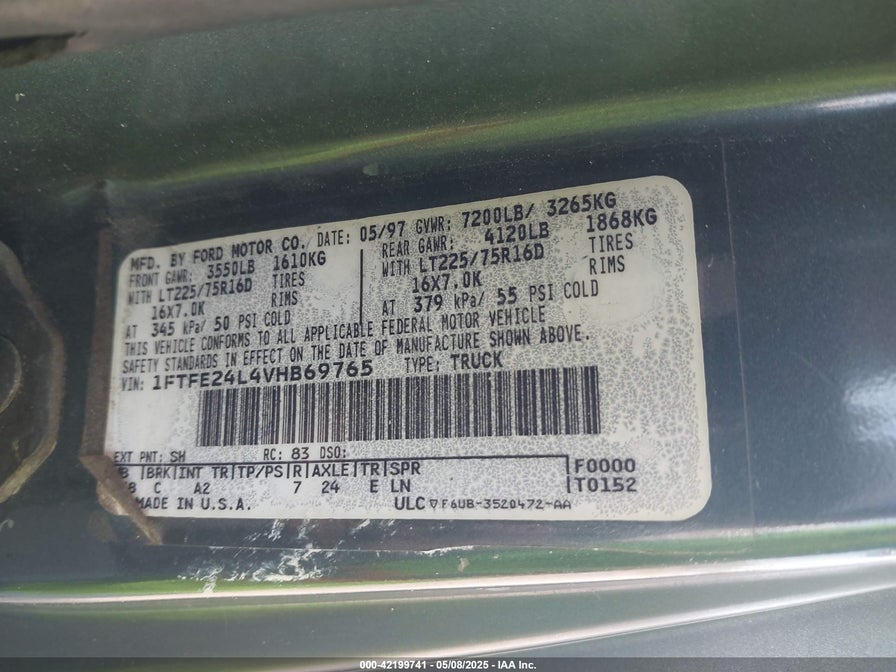 MFD. BY FORD MOTOR CO. DATE: 05/97 GVWR: 7200LB/ 3265KG
FRONT GAWR: 3550LB 1610KG REAR GAWR: 4120LB 1868KG
WITH LT225/75R16D TIRES WITH LT225/75R16D TIRES
16X7.0K RIMS 16X7.0K RIMS
AT 345 kPa/ 50 PSI COLD AT 379 kPa/ 55 PSI COLD
THIS VEHICLE CONFORMS TO ALL APPLICABLE FEDERAL MOTOR VEHICLE
SAFETY STANDARDS IN EFFECT ON THE DATE OF MANUFACTURE SHOWN ABOVE.
VIN: 1FTFE24L4VHB69765 TYPE: TRUCK
EXT PNT: SH RC: 83 DSO:
BRK INT TR TP/PS R AXLE TR SPR F0000
C A2 7 24 E LN T0152
MADE IN U.S.A. ULC F6UB-3520472-AA
000-42199741 - 05/08/2025 - IAA Inc.